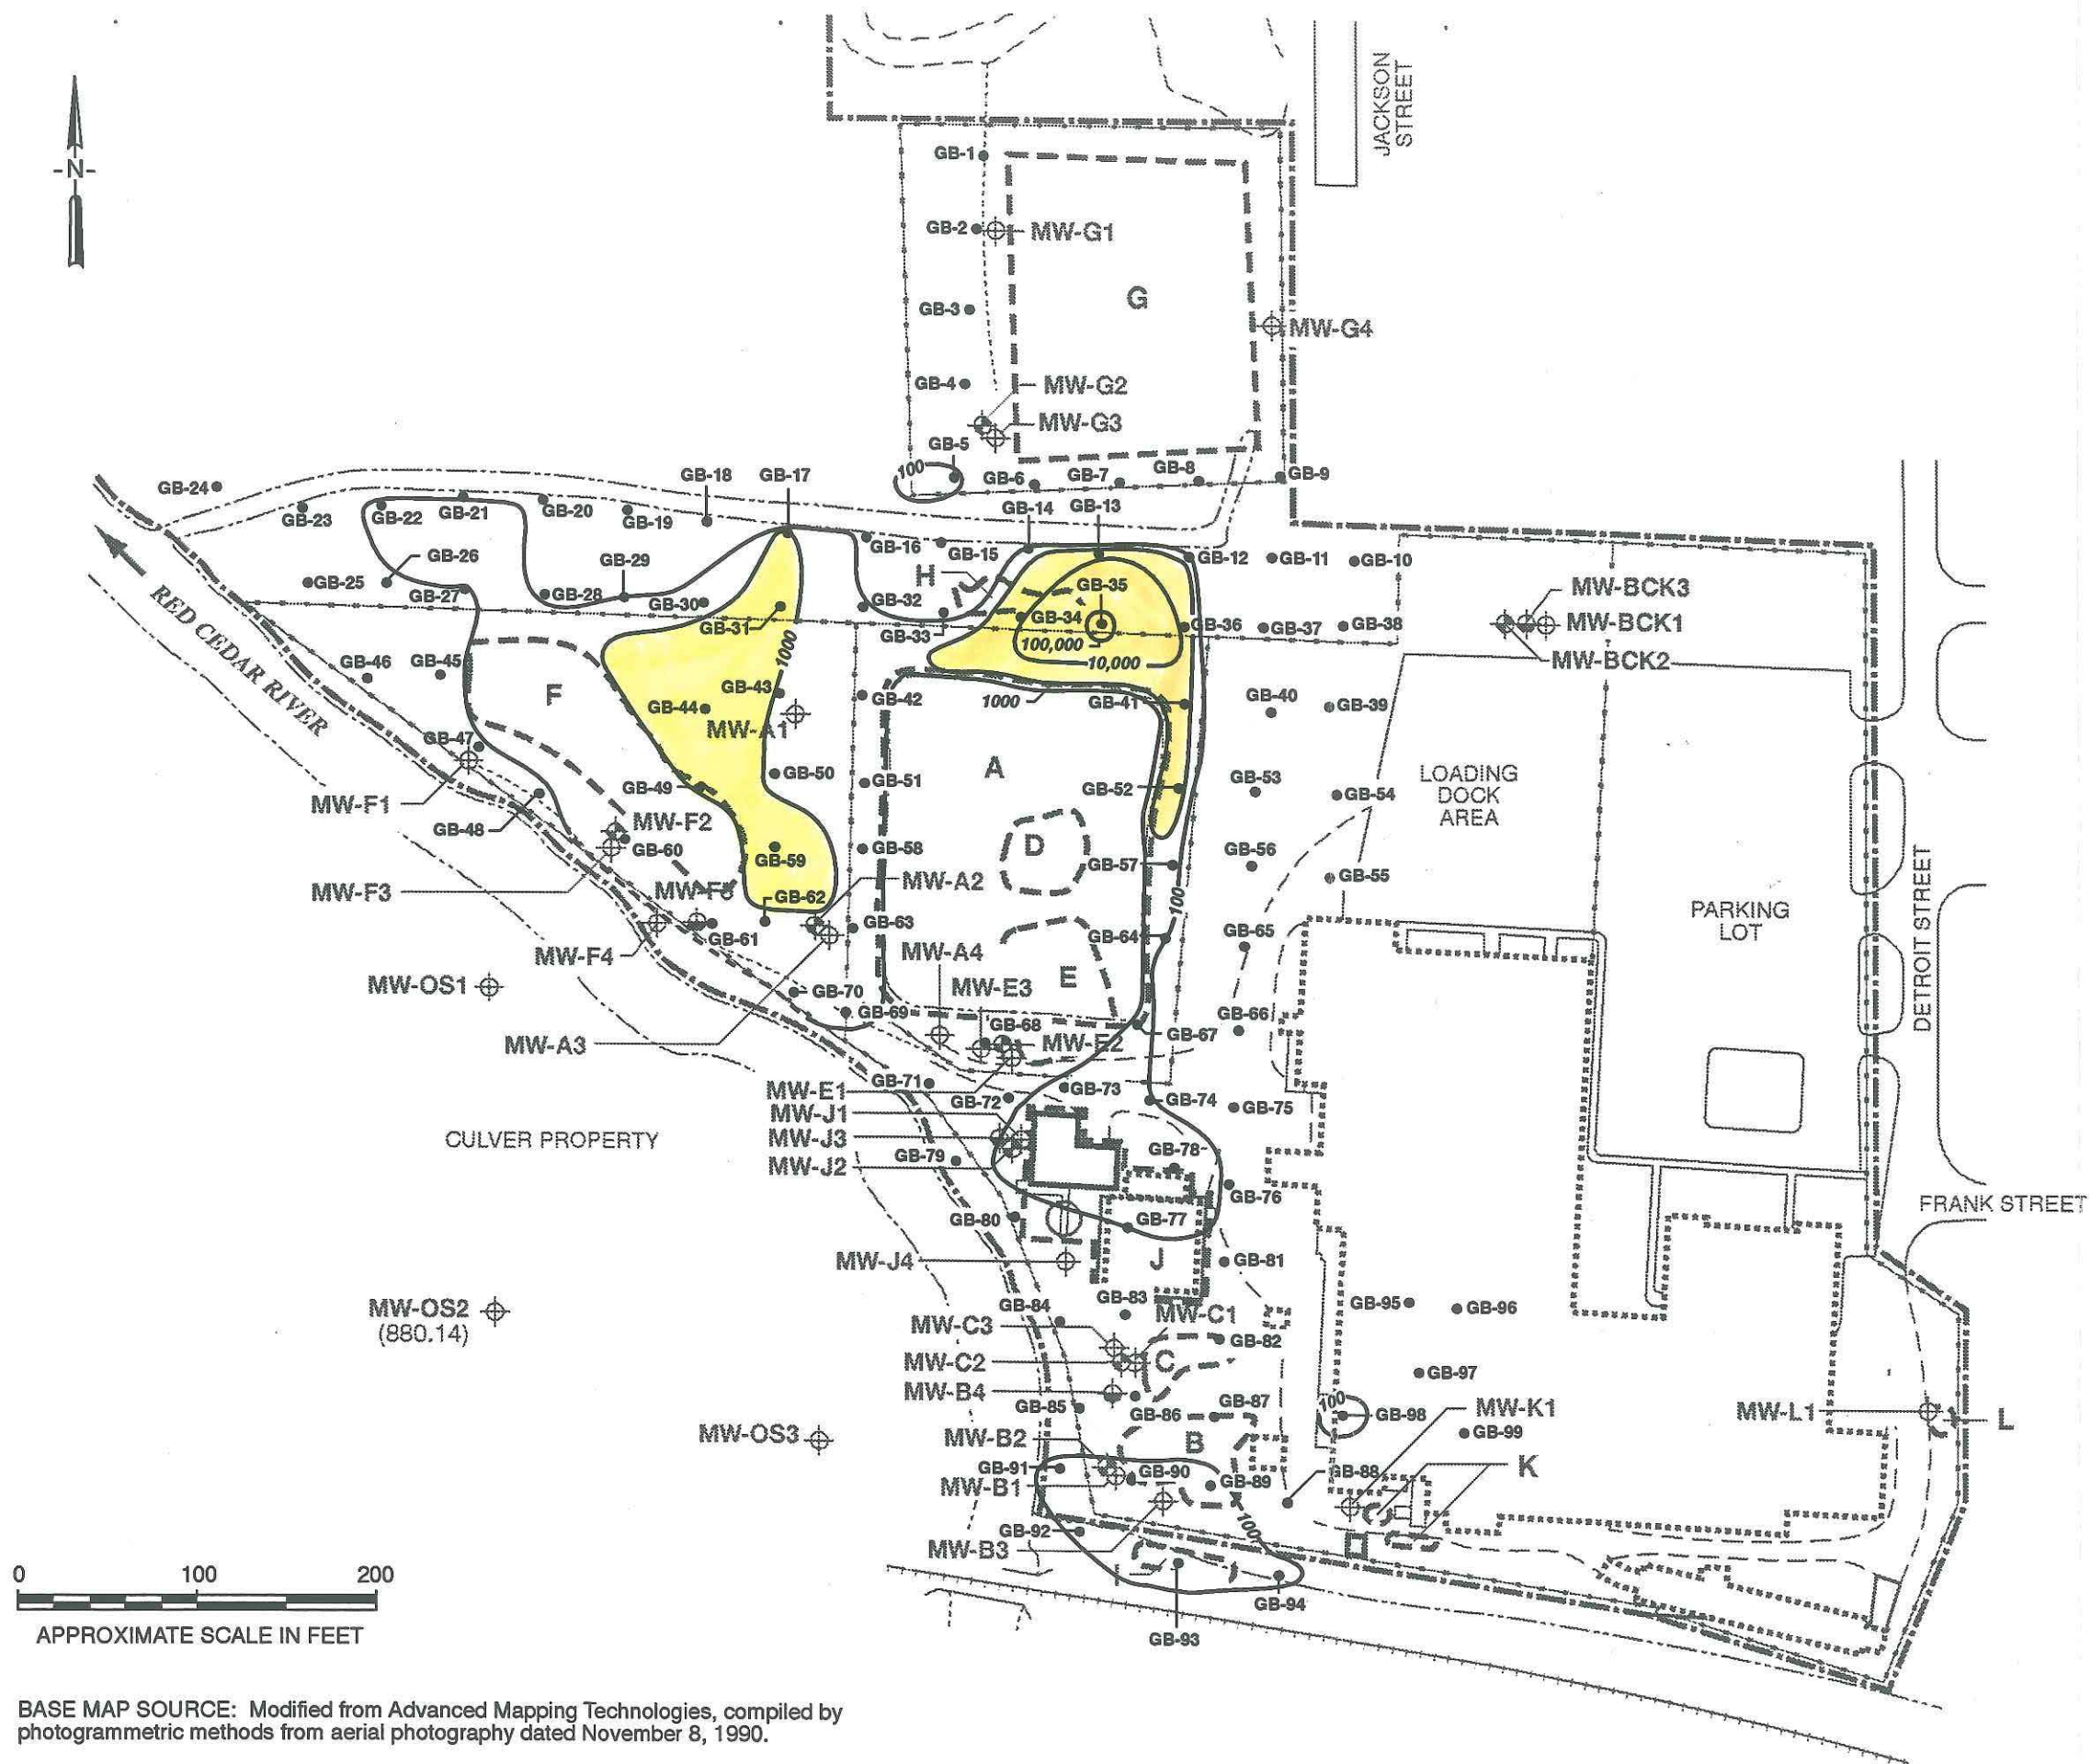 JACKSON
STREET
-N-
GB-1
GB-2
MW-G1
G
GB-3
MW-G4
GB-4
MW-G2
MW-G3
GB-5
100
GB-6
GB-7
GB-8
GB-9
GB-24
GB-18
GB-17
GB-23
GB-22
GB-21
GB-20
GB-19
GB-14
GB-13
GB-16
GB-15
GB-12
GB-11
GB-10
GB-26
GB-29
H
GB-35
GB-25
GB-27
GB-28
GB-30
GB-32
MW-BCK3
RED CEDAR RIVER
GB-31
GB-33
GB-34
GB-36
GB-37
GB-38
MW-BCK1
100,000
10,000
1000
MW-BCK2
GB-46
GB-45
F
GB-43
GB-42
1000
GB-41
GB-40
GB-39
GB-44
MW-A1
GB-47
GB-50
GB-51
A
GB-49
GB-52
GB-53
GB-54
LOADING
DOCK
AREA
MW-F1
GB-48
MW-F2
GB-60
GB-59
GB-58
D
GB-57
GB-56
GB-55
MW-F3
MW-F5
MW-A2
GB-62
100
PARKING
LOT
DETROIT STREET
GB-61
GB-63
GB-64
GB-65
MW-F4
MW-A4
MW-OS1
GB-70
MW-E3
E
GB-69
GB-68
GB-67
GB-66
MW-A3
MW-E2
GB-71
MW-E1
GB-72
GB-73
GB-74
GB-75
MW-J1
MW-J3
CULVER PROPERTY
MW-J2
GB-79
GB-78
GB-76
FRANK STREET
GB-80
GB-77
MW-J4
J
GB-81
MW-OS2
(880.14)
GB-84
GB-83
GB-95
GB-96
MW-C3
MW-C1
GB-82
MW-C2
C
GB-97
MW-B4
GB-85
GB-86
GB-87
100
GB-98
MW-K1
MW-L1
L
MW-OS3
MW-B2
B
GB-99
GB-91
GB-90
GB-89
GB-88
K
MW-B1
GB-92
100
MW-B3
I
GB-94
GB-93
0 100 200
APPROXIMATE SCALE IN FEET
BASE MAP SOURCE: Modified from Advanced Mapping Technologies, compiled by
photogrammetric methods from aerial photography dated November 8, 1990.